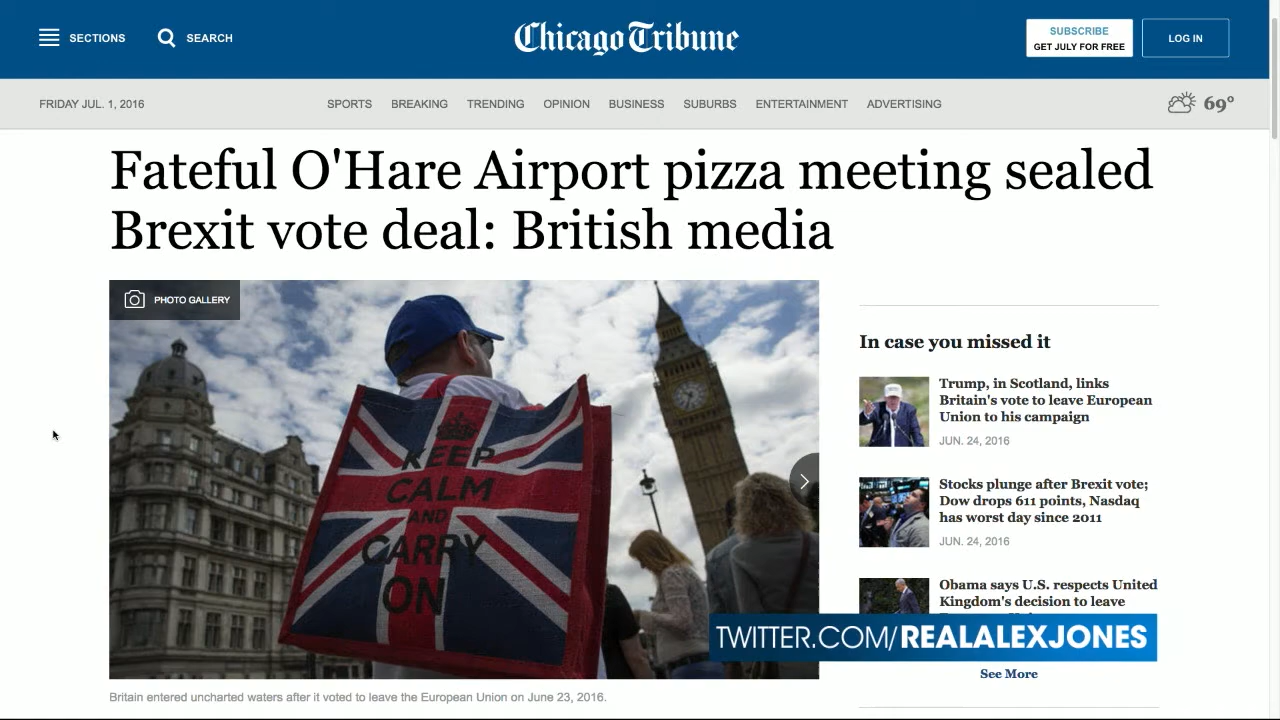 SECTIONS
SEARCH
Chicago Tribune
SUBSCRIBE
GET JULY FOR FREE
LOG IN
FRIDAY JUL. 1, 2016
SPORTS BREAKING TRENDING OPINION BUSINESS SUBURBS ENTERTAINMENT ADVERTISING
69°
Fateful O'Hare Airport pizza meeting sealed
Brexit vote deal: British media
PHOTO GALLERY
KEEP
CALM
AND
CARRY
ON
Britain entered uncharted waters after it voted to leave the European Union on June 23, 2016.
In case you missed it
Trump, in Scotland, links
Britain's vote to leave European
Union to his campaign
JUN. 24, 2016
Stocks plunge after Brexit vote;
Dow drops 611 points, Nasdaq
has worst day since 2011
JUN. 24, 2016
Obama says U.S. respects United
Kingdom's decision to leave
TWITTER.COM/REALALEXJONES
See More